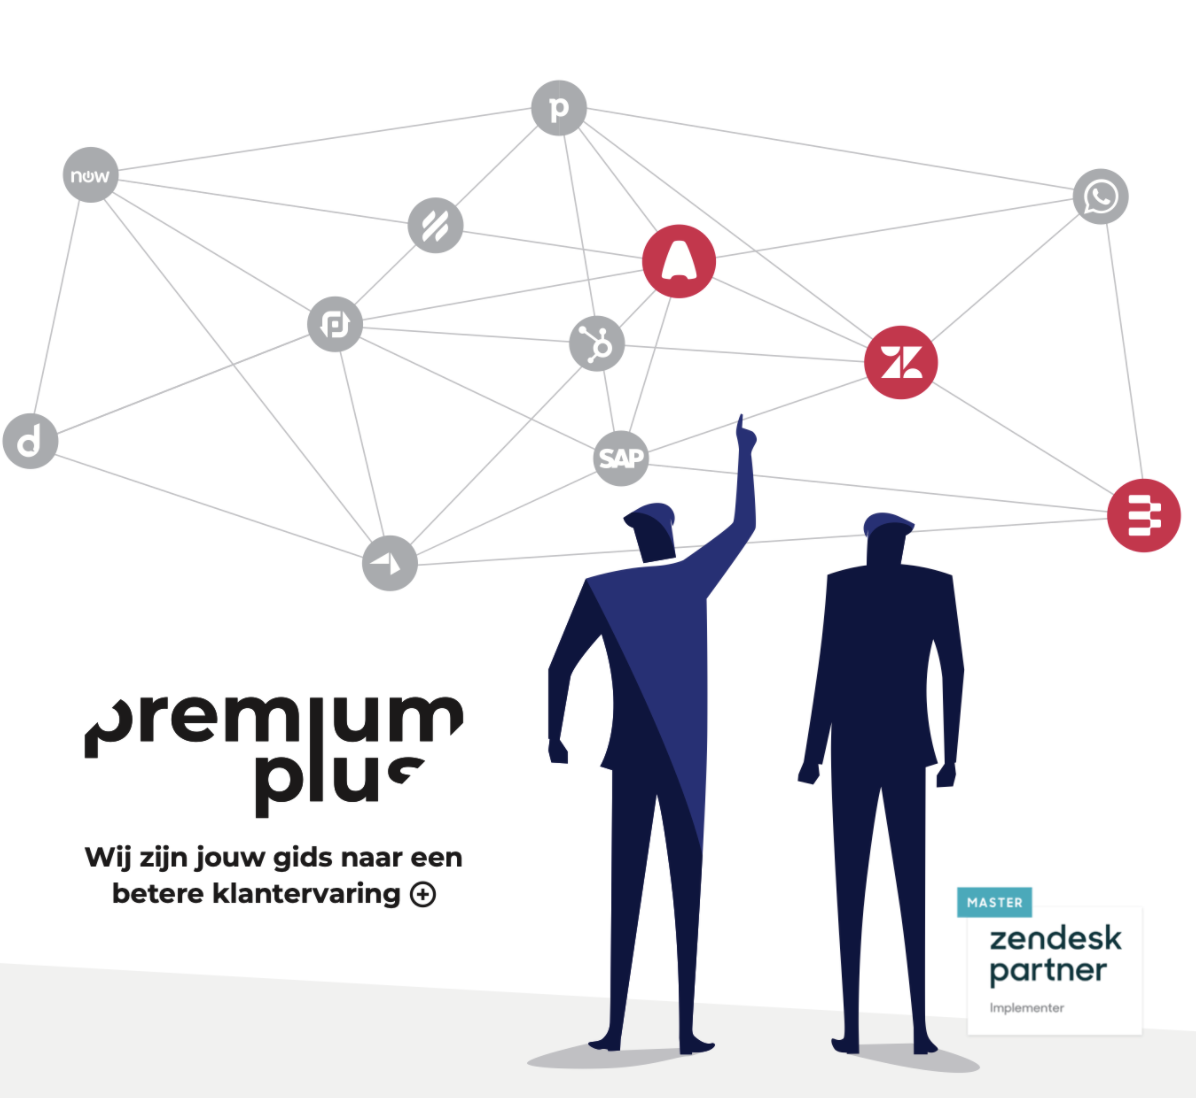 p
now
d
SAP
premium
plus
Wij zijn jouw gids naar een
betere klantervaring
MASTER
zendesk
partner
Implementer